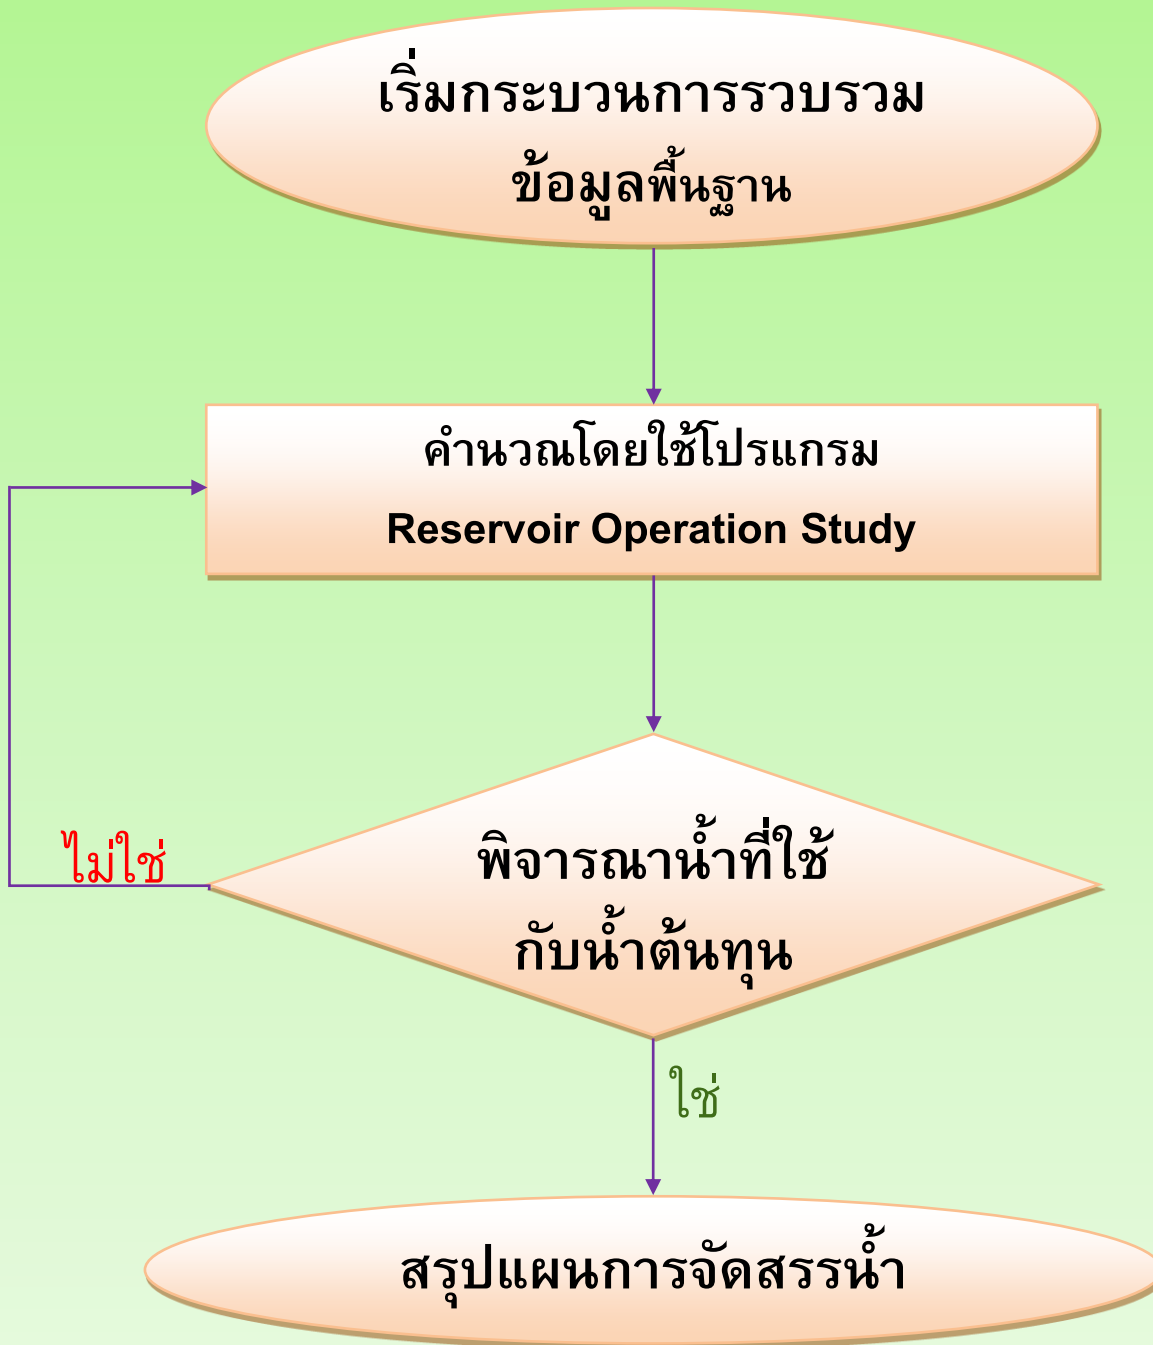 เริ่มกระบวนการรวบรวม
ข้อมูลพื้นฐาน
คำนวณโดยใช้โปรแกรม
Reservoir Operation Study
พิจารณาน้ำที่ใช้
กับน้ำต้นทุน
ไม่ใช่
ใช่
สรุปแผนการจัดสรรน้ำ